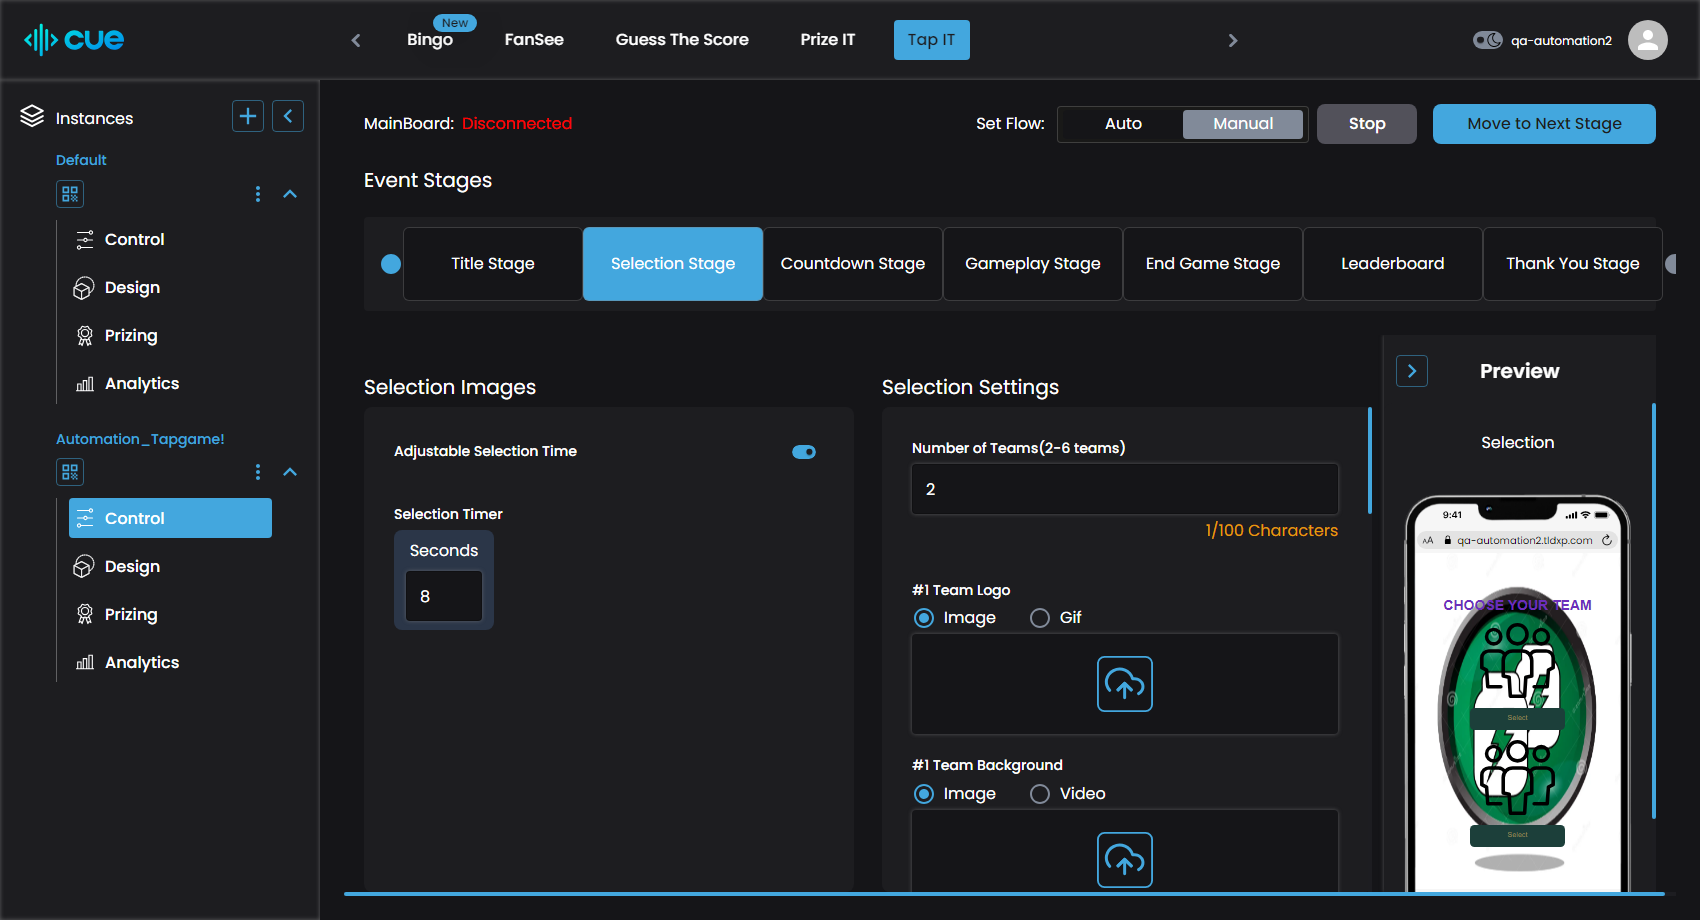 cue
New
Bingo
FanSee
Guess The Score
Prize IT
Tap IT
qa-automation2
Instances
Default
Control
Design
Prizing
Analytics
Automation_Tapgame!
Control
Design
Prizing
Analytics
MainBoard: Disconnected
Set Flow:
Auto
Manual
Stop
Move to Next Stage
Event Stages
Title Stage
Selection Stage
Countdown Stage
Gameplay Stage
End Game Stage
Leaderboard
Thank You Stage
Selection Images
Adjustable Selection Time
Selection Timer
Seconds
8
Selection Settings
Number of Teams(2-6 teams)
2
1/100 Characters
#1 Team Logo
Image
Gif
#1 Team Background
Image
Video
Preview
Selection
9:41
AA
qa-automation2.tldxp.com
CHOOSE YOUR TEAM
Select
Select